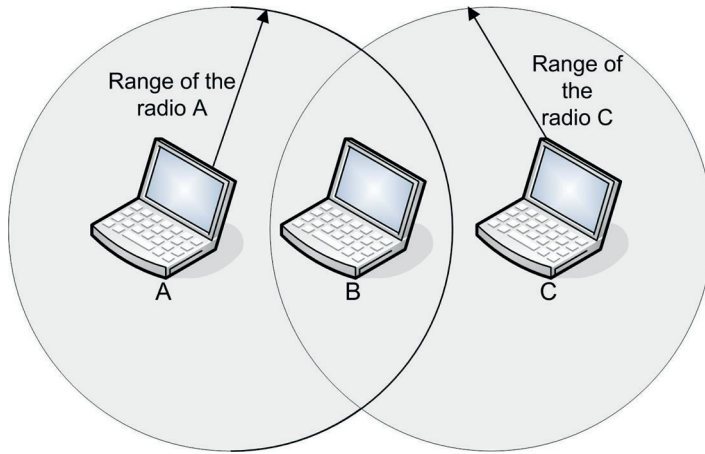 Range of the
radio A
Range of
the
radio C
A
B
C